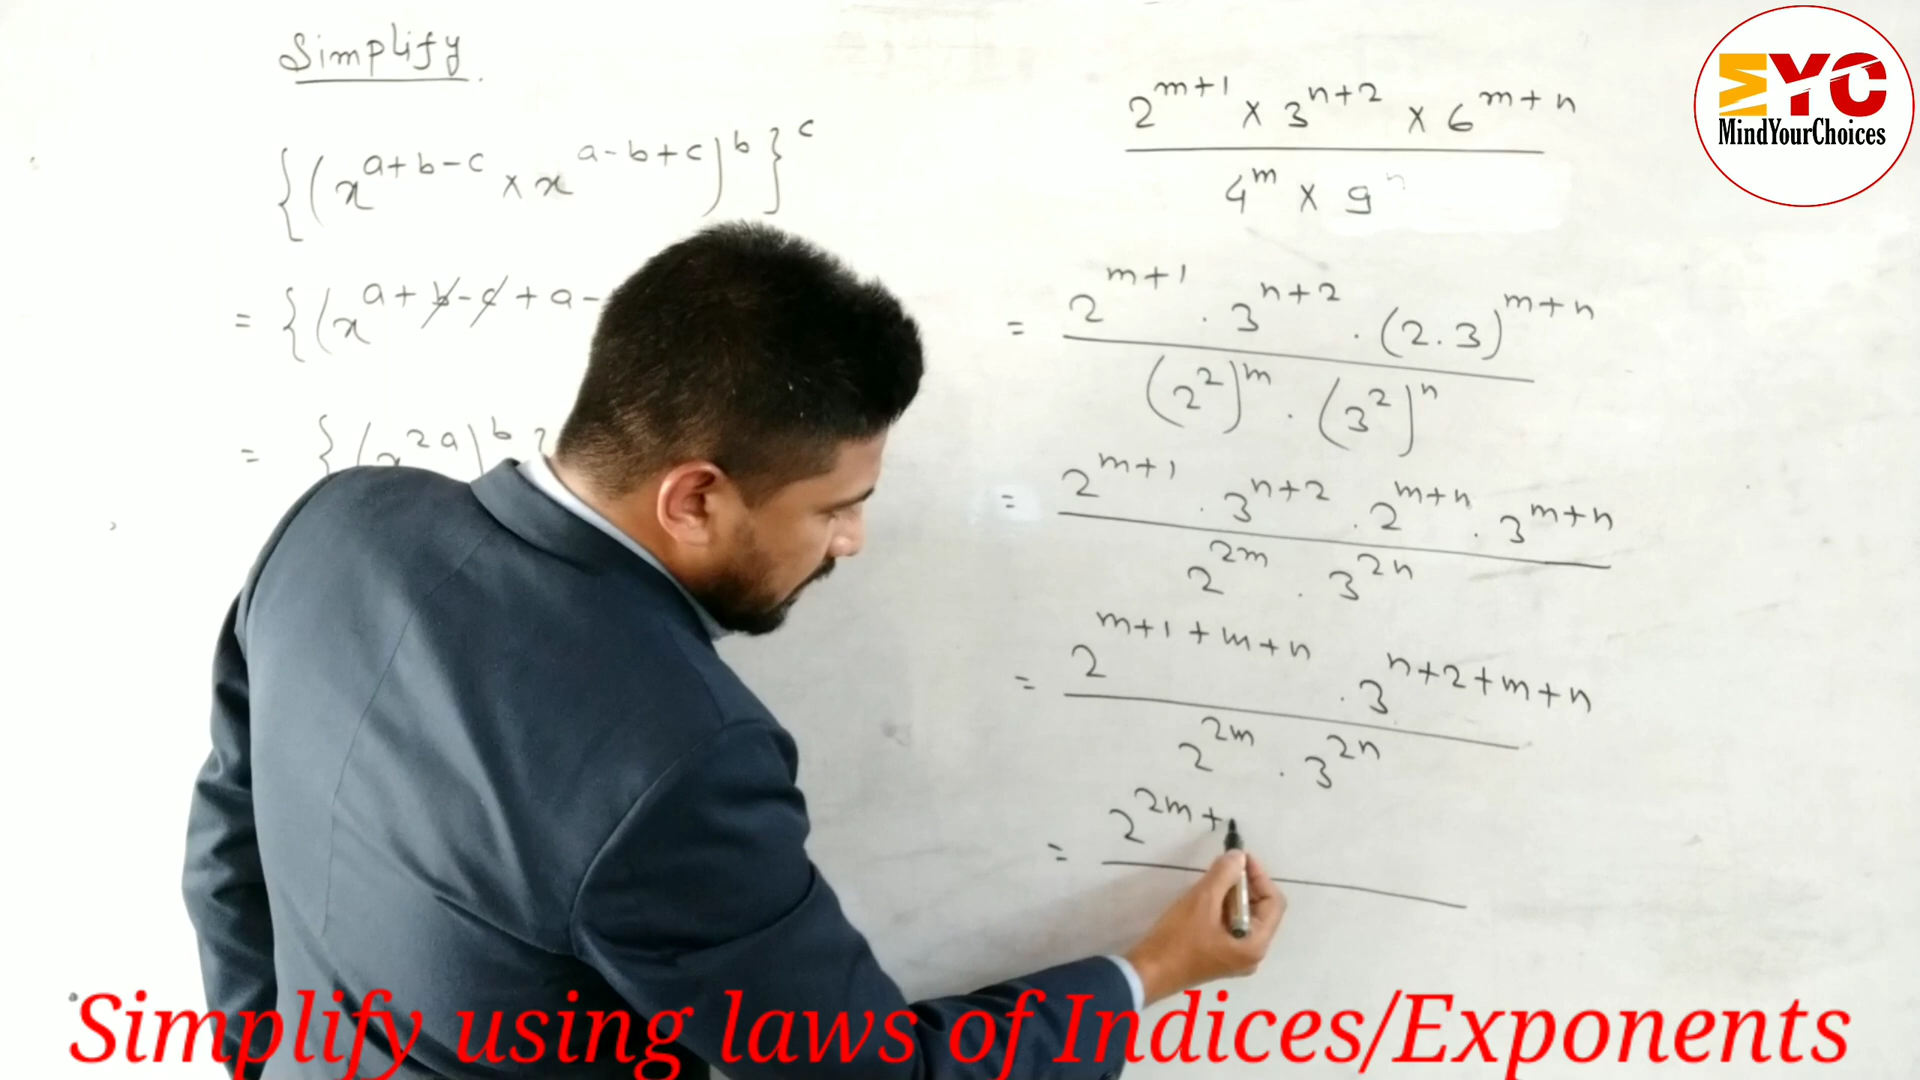 Simplify
{(x^{a+b-c} × x^{a-b+c})^b}^c
= {(x^{a+b-c+a-
= {(x^{2a})^b
2^{m+1} × 3^{n+2} × 6^{m+n}
4^m × 9^n
= 2^{m+1} . 3^{n+2} . (2.3)^{m+n}
(2^2)^m . (3^2)^n
= 2^{m+1} . 3^{n+2} . 2^{m+n} . 3^{m+n}
2^{2m} . 3^{2n}
= 2^{m+1+m+n} . 3^{n+2+m+n}
2^{2m} . 3^{2n}
= 2^{2m+
MYC
MindYourChoices
Simplify using laws of Indices/Exponents